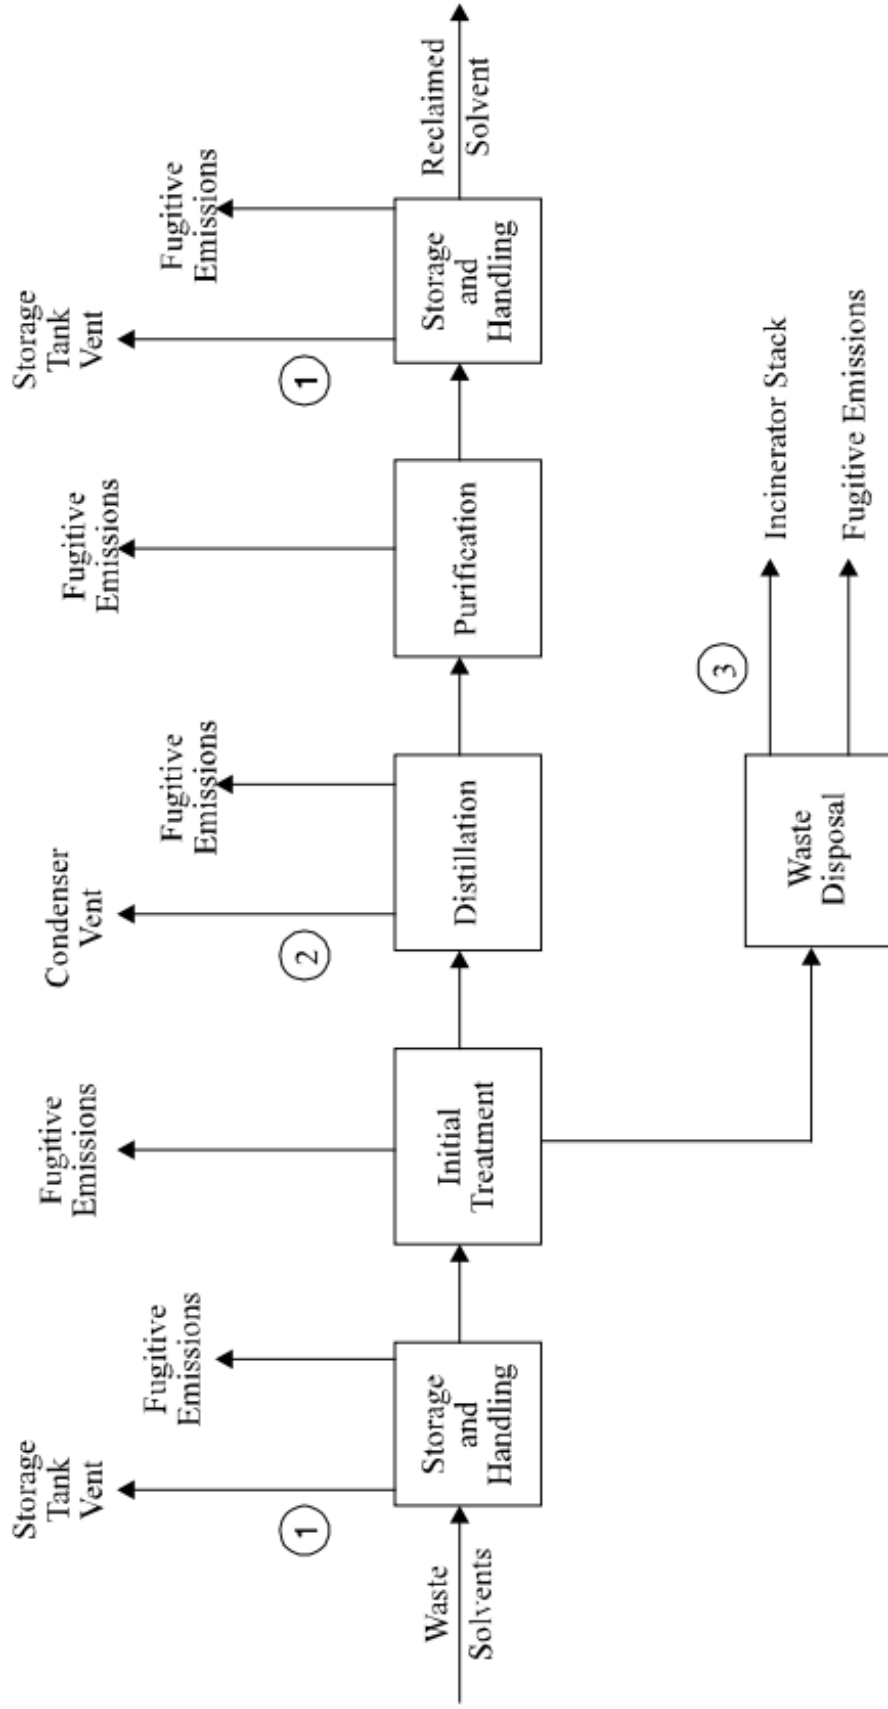 Storage
Tank
Vent
Fugitive
Emissions
Fugitive
Emissions
Condenser
Vent
Fugitive
Emissions
Fugitive
Emissions
Storage
Tank
Vent
Fugitive
Emissions
1
2
1
Waste
Solvents
Storage
and
Handling
Initial
Treatment
Distillation
Purification
Storage
and
Handling
Reclaimed
Solvent
3
Waste
Disposal
Incinerator Stack
Fugitive Emissions